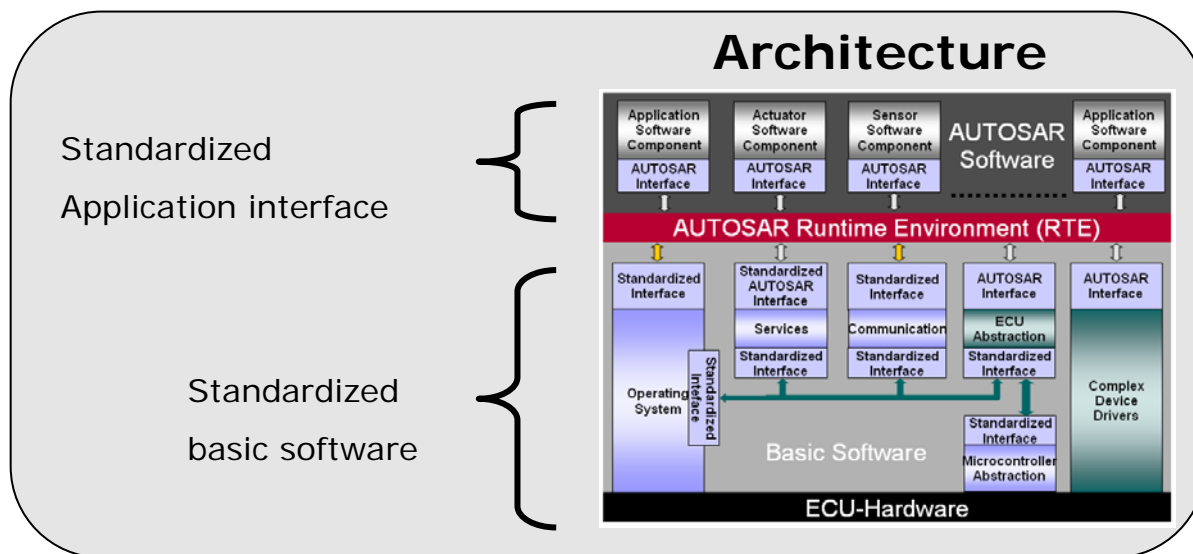 Architecture
Standardized
Application interface
Application
Software
Component
AUTOSAR
Interface
Actuator
Software
Component
AUTOSAR
Interface
Sensor
Software
Component
AUTOSAR
Interface
AUTOSAR
Software
Application
Software
Component
AUTOSAR
Interface
AUTOSAR Runtime Environment (RTE)
Standardized
basic software
Standardized
Interface
Operating
System
Standardized
Interface
Standardized
AUTOSAR
Interface
Services
Standardized
Interface
Standardized
Interface
Communication
Standardized
Interface
AUTOSAR
Interface
ECU
Abstraction
Standardized
Interface
Standardized
Interface
Microcontroller
Abstraction
AUTOSAR
Interface
Complex
Device
Drivers
Basic Software
ECU-Hardware